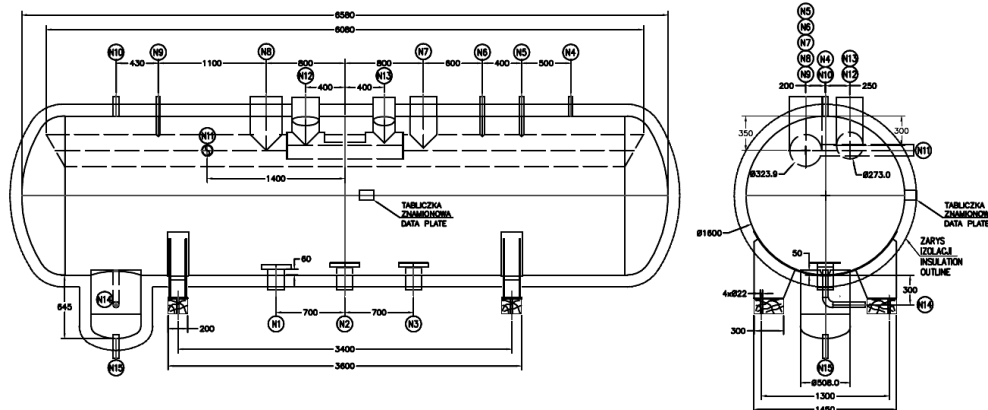 6580
6080
N10 N9 N8 N7 N6 N5 N4
430 1100 800 800 600 400 500
N12 N13
400 400
N11
1400
TABLICZKA
ZNAMIONOWA
DATA PLATE
60
N14
645
700 700
200
N1 N2 N3
3400
3600
N15
N5
N6
N7
N8 N4 N13
N9 N10 N12
200 250
350 300
N11
Ø323.9 Ø273.0
TABLICZKA
ZNAMIONOWA
DATA PLATE
Ø1600
ZARYS
IZOLACJI
INSULATION
OUTLINE
50
300
4xØ22
N14
300
N15
Ø508.0
1300
1450